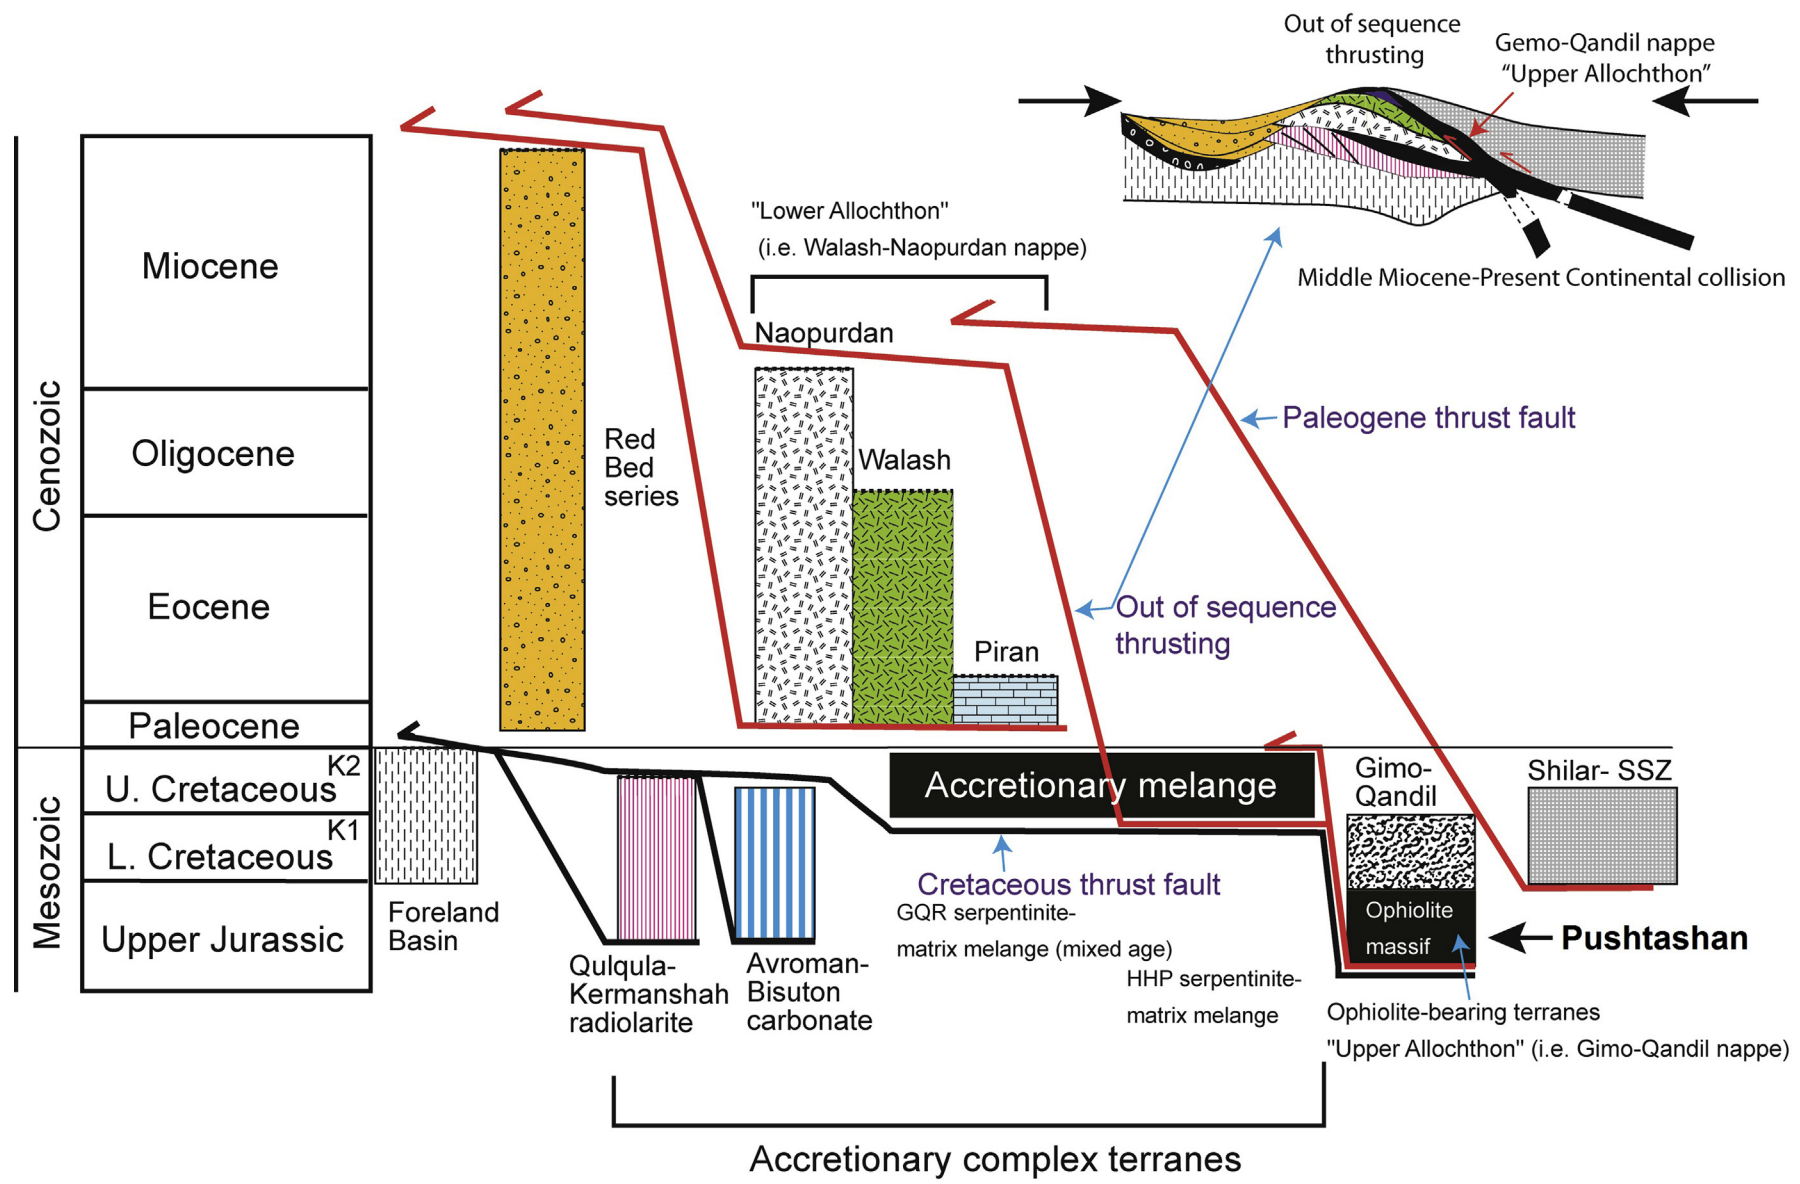 Out of sequence
thrusting
Gemo-Qandil nappe
“Upper Allochthon”
Middle Miocene-Present Continental collision
Cenozoic
Mesozoic
Miocene
Oligocene
Eocene
Paleocene
K2
U. Cretaceous
K1
L. Cretaceous
Upper Jurassic
Red
Bed
series
"Lower Allochthon"
(i.e. Walash-Naopurdan nappe)
Naopurdan
Walash
Piran
Paleogene thrust fault
Out of sequence
thrusting
Foreland
Basin
Qulqula-
Kermanshah
radiolarite
Avroman-
Bisuton
carbonate
Accretionary melange
Cretaceous thrust fault
GQR serpentinite-
matrix melange (mixed age)
HHP serpentinite-
matrix melange
Gimo-
Qandil
Ophiolite
massif
Shilar- SSZ
Pushtashan
Ophiolite-bearing terranes
"Upper Allochthon" (i.e. Gimo-Qandil nappe)
Accretionary complex terranes